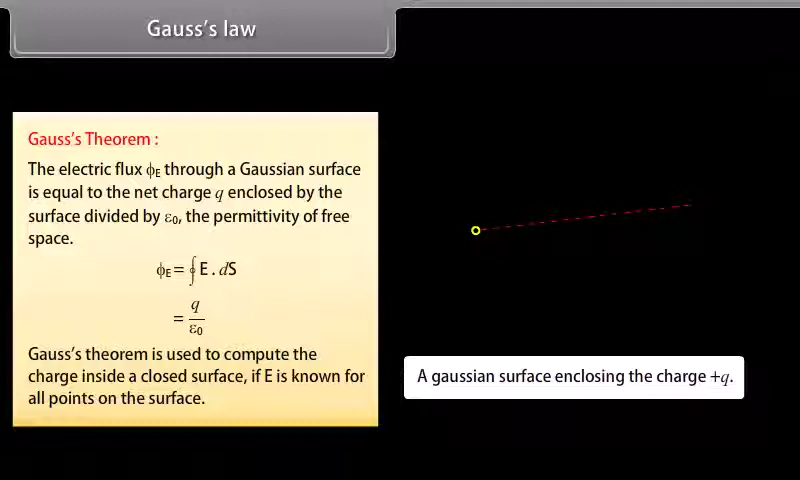 Gauss's law
Gauss's Theorem :
The electric flux ϕE through a Gaussian surface
is equal to the net charge q enclosed by the
surface divided by ε0, the permittivity of free
space.
ϕE = ∮ E . dS
= q/ε0
Gauss's theorem is used to compute the
charge inside a closed surface, if E is known for
all points on the surface.
A gaussian surface enclosing the charge +q.